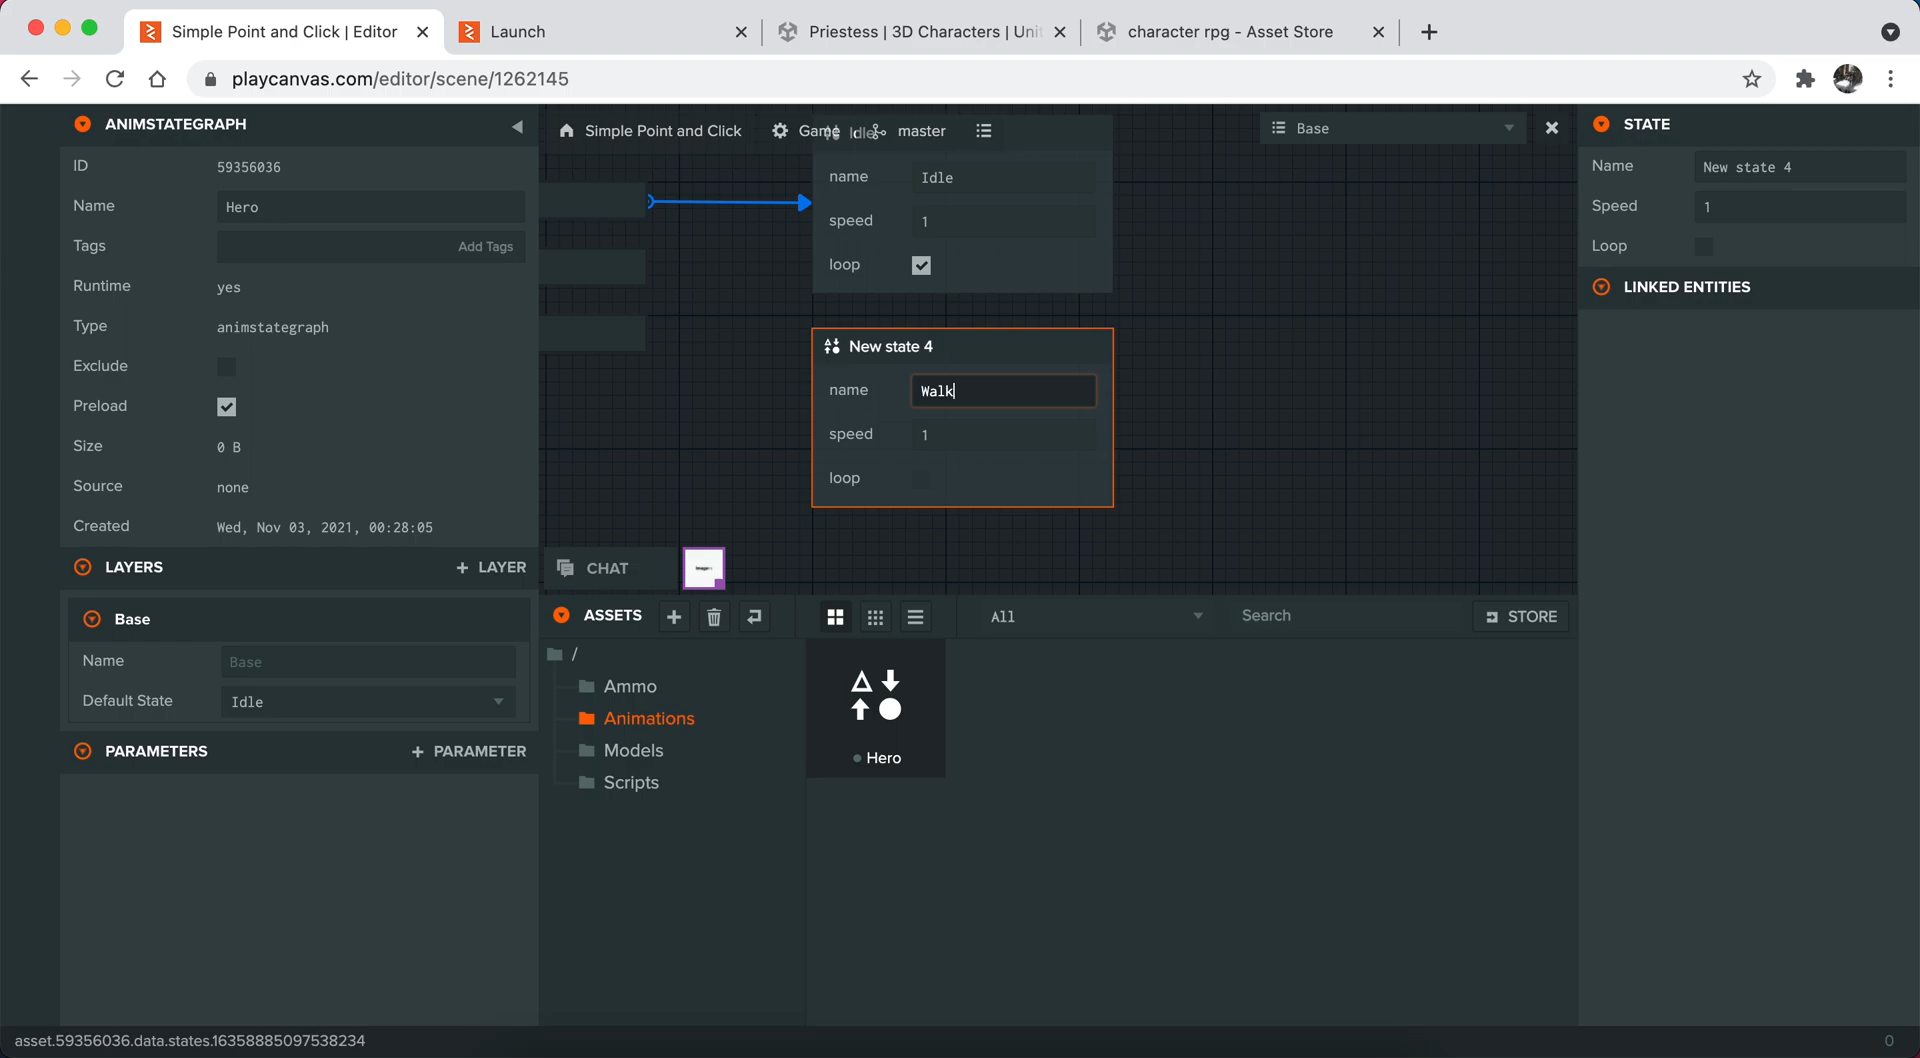 Simple Point and Click | Editor
Launch
Priestess | 3D Characters | Uni
character rpg - Asset Store
playcanvas.com/editor/scene/1262145
ANIMSTATEGRAPH
ID 59356036
Name Hero
Tags Add Tags
Runtime yes
Type animstategraph
Exclude
Preload
Size 0 B
Source none
Created Wed, Nov 03, 2021, 00:28:05
LAYERS + LAYER
Base
Name Base
Default State Idle
PARAMETERS + PARAMETER
Simple Point and Click Game master
Idle
name Idle
speed 1
loop
New state 4
name Walk
speed 1
loop
Base
CHAT
ASSETS All Search STORE
/
Ammo
Animations
Models
Scripts
Hero
STATE
Name New state 4
Speed 1
Loop
LINKED ENTITIES
asset.59356036.data.states.16358885097538234
0